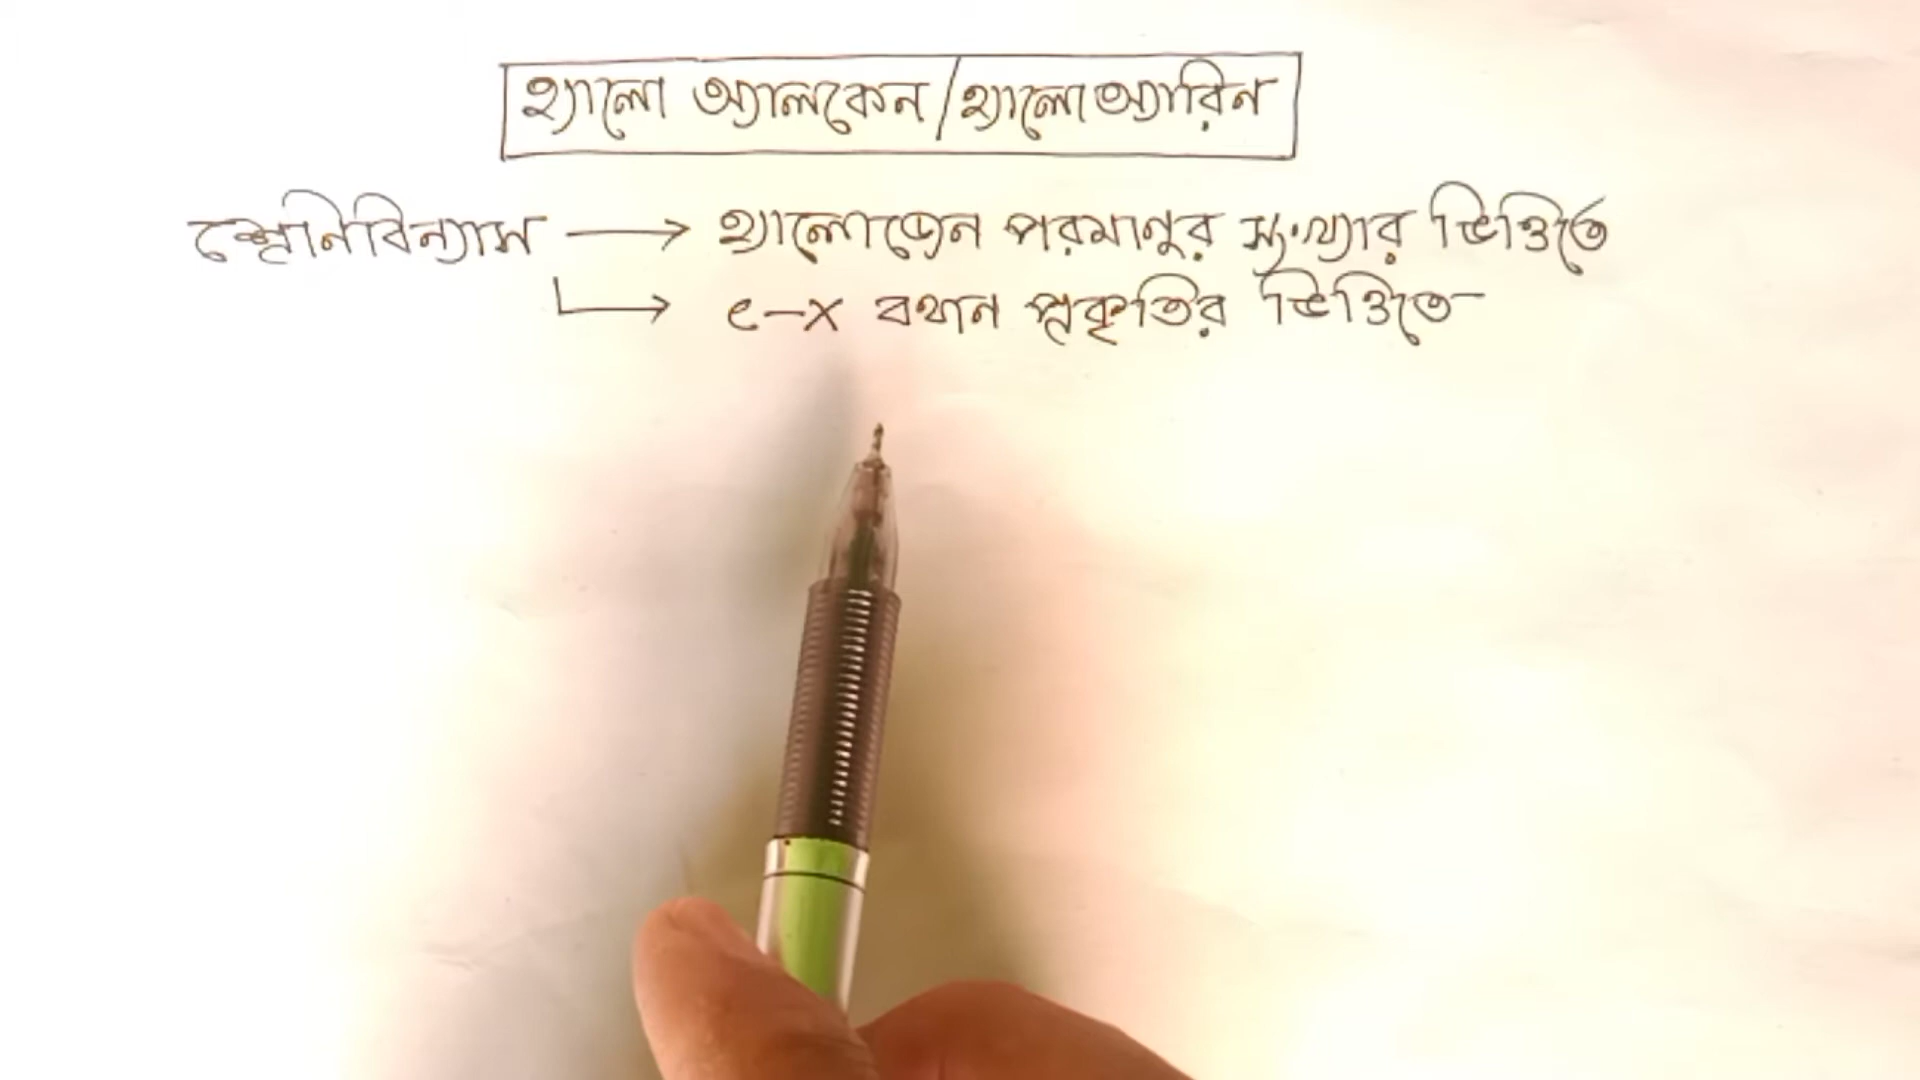 হ্যালো অ্যালকেন/হ্যালোঅ্যারিন
শ্রেনিবিন্যাস → হ্যালোজেন পরমানুর সংখ্যার ভিত্তিতে
↳ c-x বন্ধন প্রকৃতির ভিত্তিতে